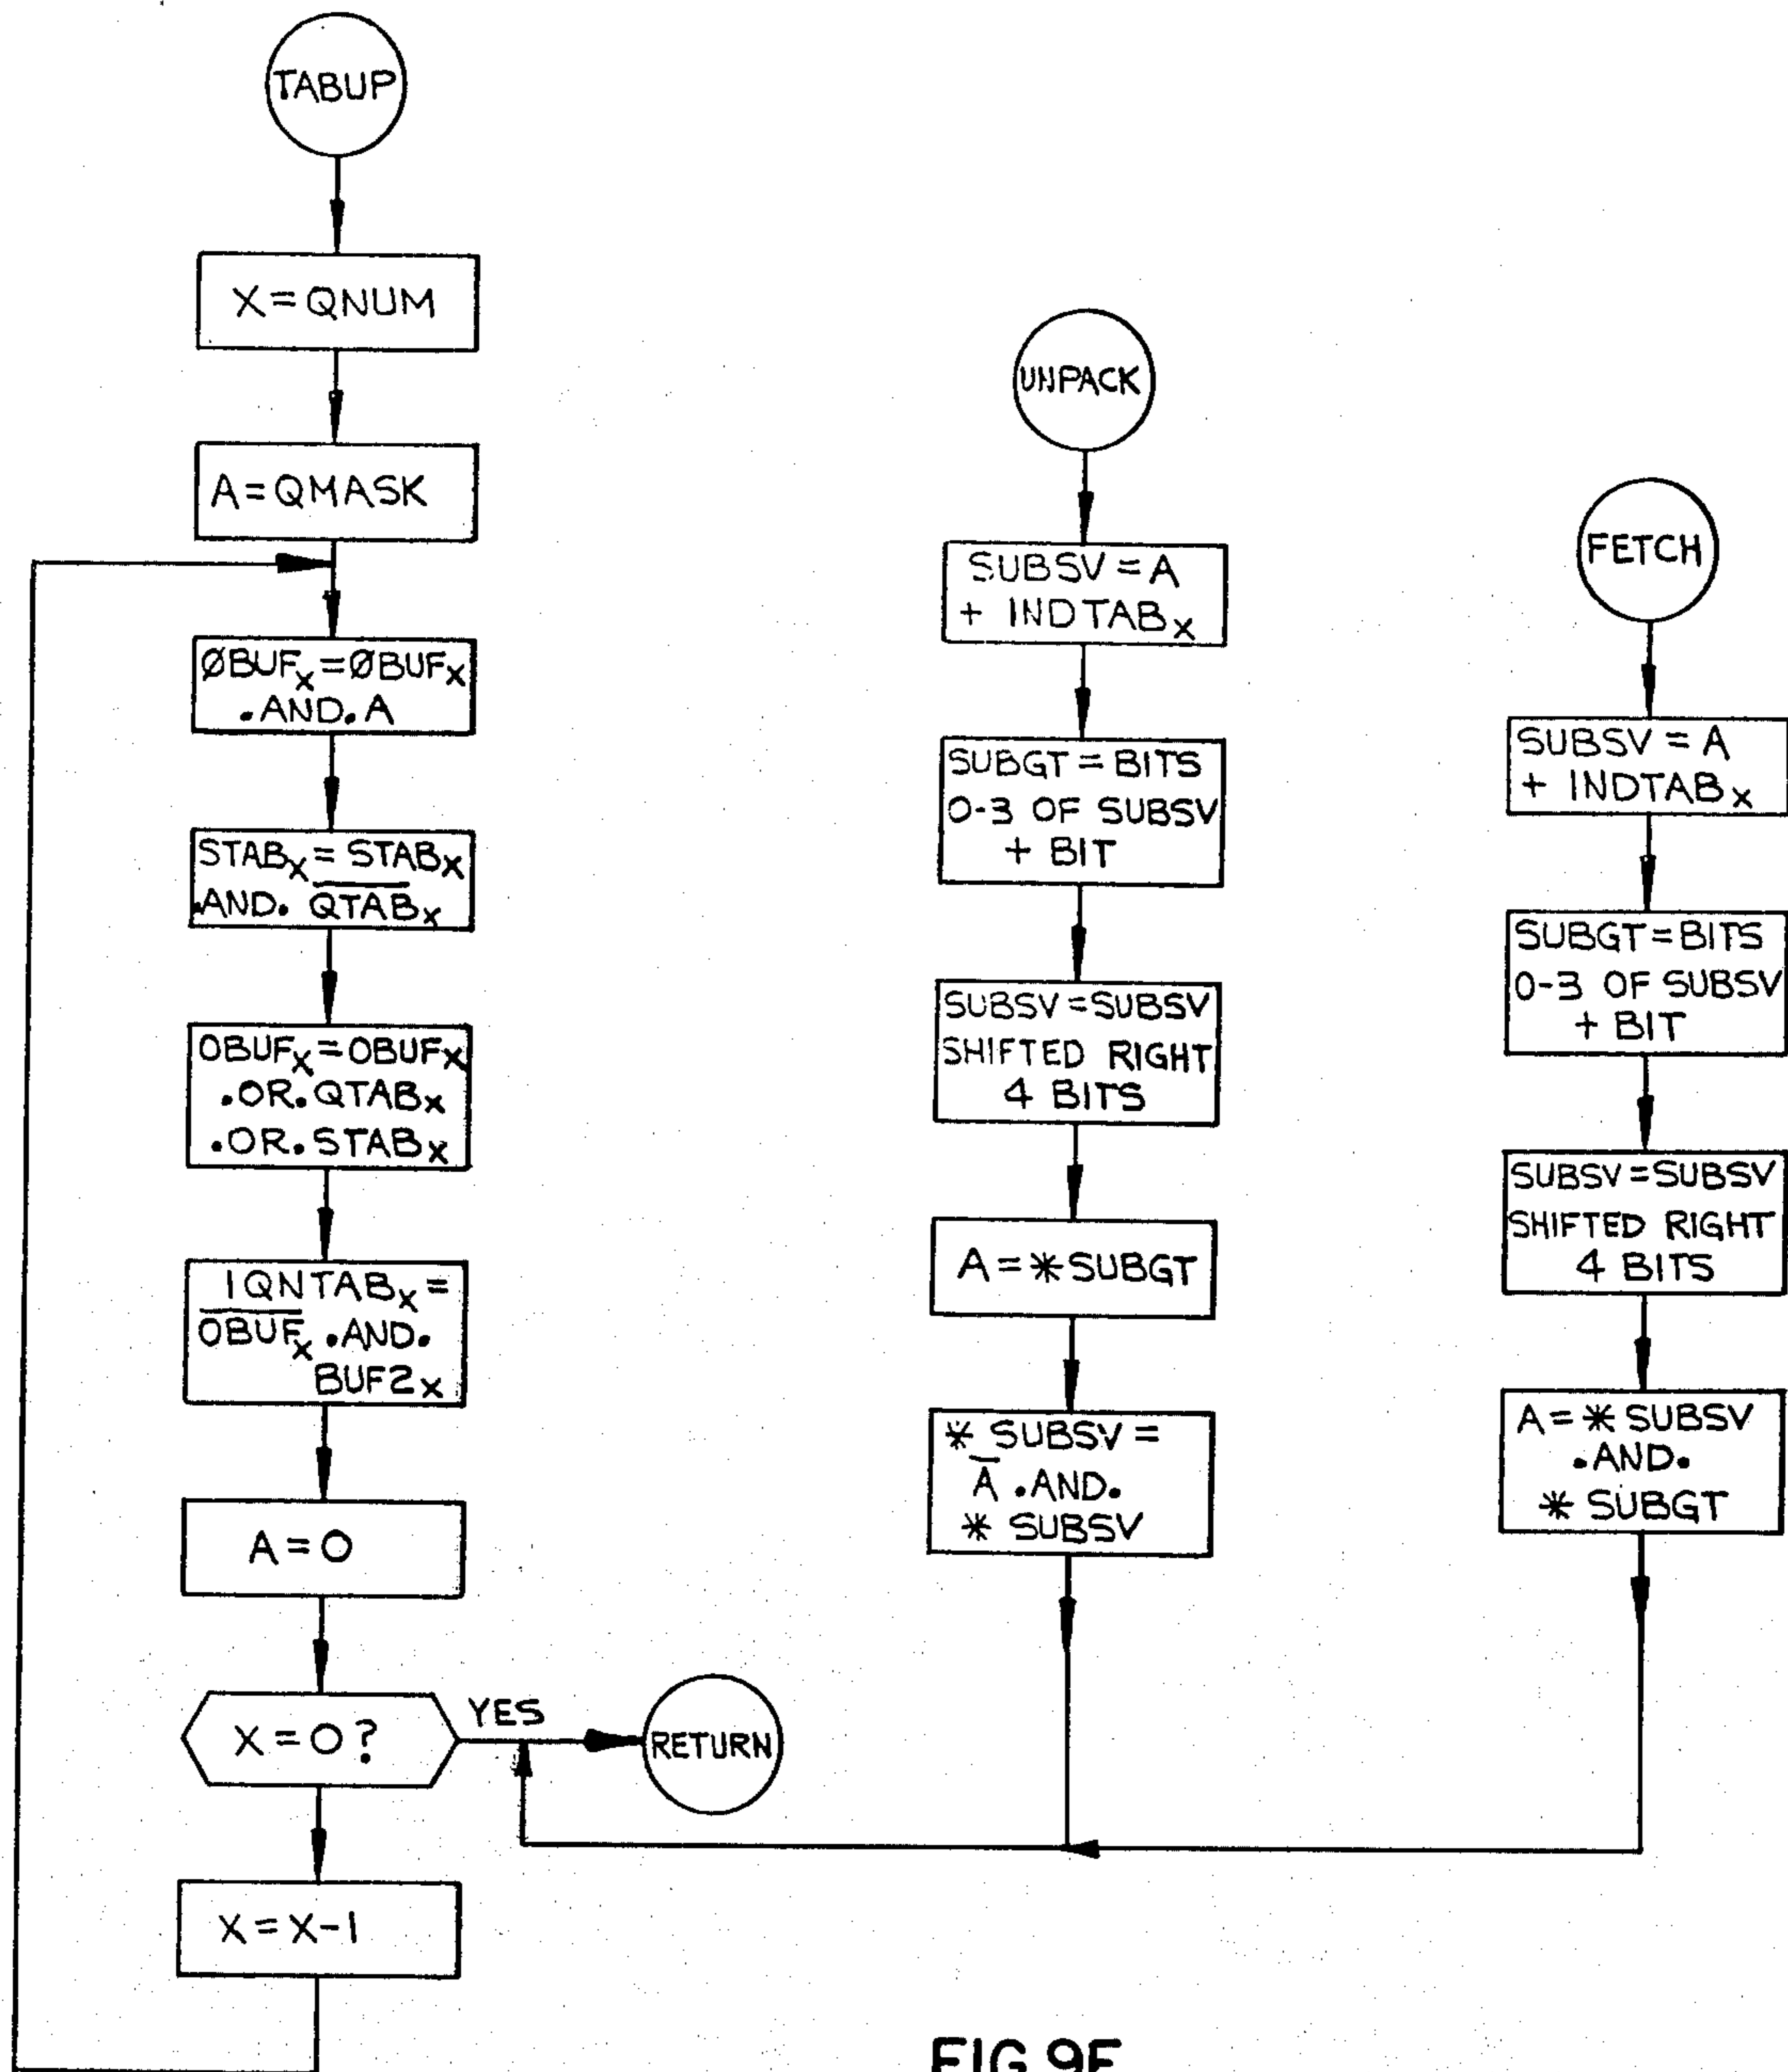 TABUP
X = QNUM
A = QMASK
ØBUFx = ØBUFx
.AND. A
STABx = STABx
.AND. Q̅T̅A̅B̅x
OBUFx = OBUFx
.OR. QTABx
.OR. STABx
IQNTABx =
O̅B̅U̅F̅x .AND.
BUF2x
A = O
X = O?
YES
RETURN
X = X-1
UNPACK
SUBSV = A
+ INDTABx
SUBGT = BITS
0-3 OF SUBSV
+ BIT
SUBSV = SUBSV
SHIFTED RIGHT
4 BITS
A = * SUBGT
* SUBSV =
A̅ .AND.
* SUBSV
FETCH
SUBSV = A
+ INDTABx
SUBGT = BITS
0-3 OF SUBSV
+ BIT
SUBSV = SUBSV
SHIFTED RIGHT
4 BITS
A = * SUBSV
.AND.
* SUBGT